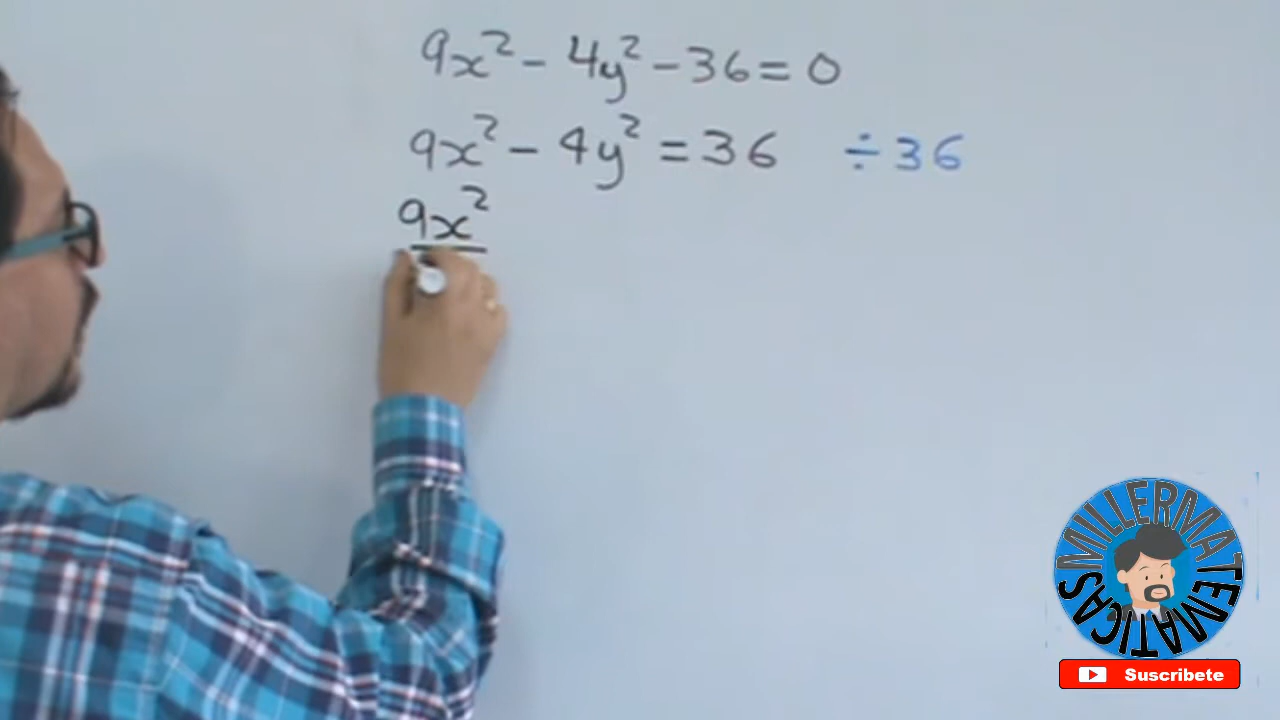 9x² - 4y² - 36 = 0
9x² - 4y² = 36 ÷ 36
9x²
MILLERMATEMATICAS
Suscribete